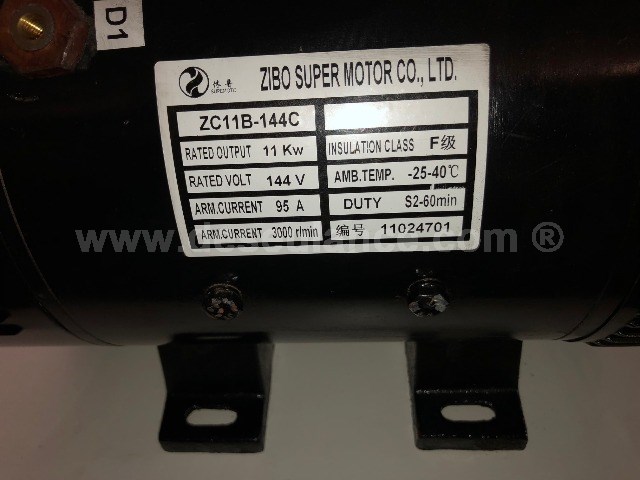 D1
ZIBO SUPER MOTOR CO., LTD.
SUPERMOTO
ZC11B-144C
RATED OUTPUT 11 Kw
INSULATION CLASS F级
RATED VOLT 144 V
AMB.TEMP. -25-40℃
ARM.CURRENT 95 A
DUTY S2-60min
ARM.CURRENT 3000 r/min
编号 11024701